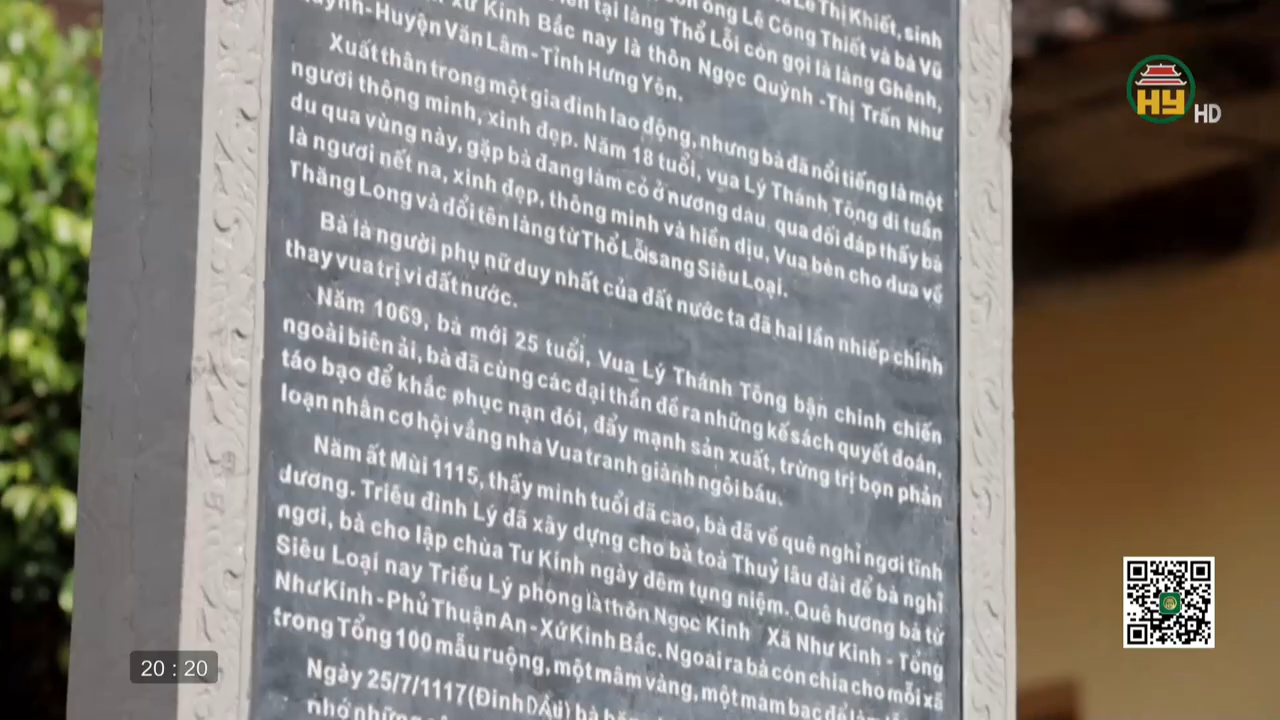 Lê Thị Khiết, sinh
ông Lê Công Thiết và bà Vũ
tại làng Thổ Lỗi còn gọi là làng Ghênh,
xứ Kinh Bắc nay là thôn Ngọc Quỳnh -Thị Trấn Như
Quỳnh-Huyện Văn Lâm-Tỉnh Hưng Yên.
Xuất thân trong một gia đình lao động, nhưng bà đã nổi tiếng là một
người thông minh, xinh đẹp. Năm 18 tuổi, vua Lý Thánh Tông đi tuần
du qua vùng này, gặp bà đang làm cỏ ở nương dâu qua đối đáp thấy bà
là người nết na, xinh đẹp, thông minh và hiền dịu, Vua bèn cho đưa về
Thăng Long và đổi tên làng từ Thổ Lỗi sang Siêu Loại.
Bà là người phụ nữ duy nhất của đất nước ta đã hai lần nhiếp chính
thay vua trị vì đất nước.
Năm 1069, bà mới 25 tuổi, Vua Lý Thánh Tông bận chinh chiến
ngoài biên ải, bà đã cùng các đại thần đề ra những kế sách quyết đoán,
táo bạo để khắc phục nạn đói, đẩy mạnh sản xuất, trừng trị bọn phản
loạn nhân cơ hội vắng nhà Vua tranh giành ngôi báu.
Năm ất Mùi 1115, thấy mình tuổi đã cao, bà đã về quê nghỉ ngơi tĩnh
dưỡng. Triều đình Lý đã xây dựng cho bà toà Thuỷ lâu đài để bà nghỉ
ngơi, bà cho lập chùa Tư Kính ngày đêm tụng niệm. Quê hương bà từ
Siêu Loại nay Triều Lý phong là thôn Ngọc Kinh Xã Như Kinh - Tổng
Như Kinh - Phủ Thuận An - Xứ Kinh Bắc. Ngoài ra bà còn chia cho mỗi xã
trong Tổng 100 mẫu ruộng, một mâm vàng, một mâm bạc để làm
Ngày 25/7/1117 (Đinh Dậu) bà
nhớ những
HY HD
20 : 20